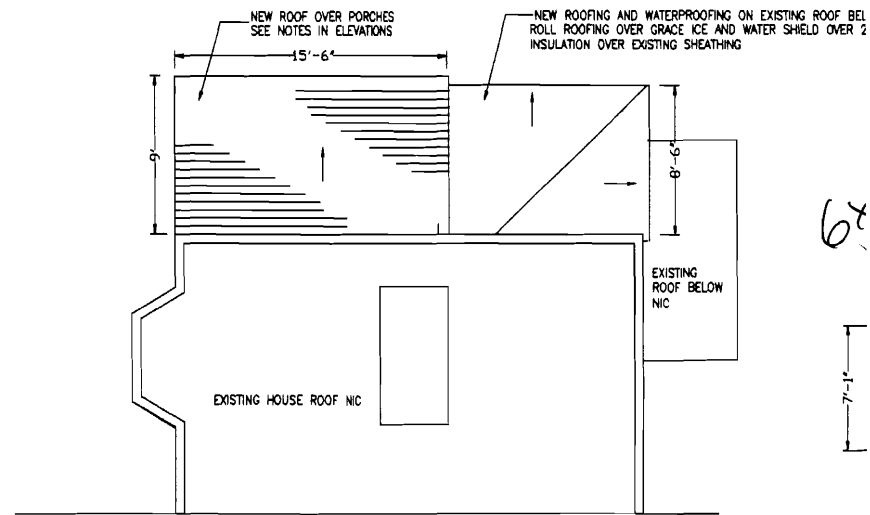 NEW ROOF OVER PORCHES
SEE NOTES IN ELEVATIONS
NEW ROOFING AND WATERPROOFING ON EXISTING ROOF BEL
ROLL ROOFING OVER GRACE ICE AND WATER SHIELD OVER 2
INSULATION OVER EXISTING SHEATHING
15'-6"
9'
8'-6"
EXISTING
ROOF BELOW
NIC
7'-1"
EXISTING HOUSE ROOF NIC